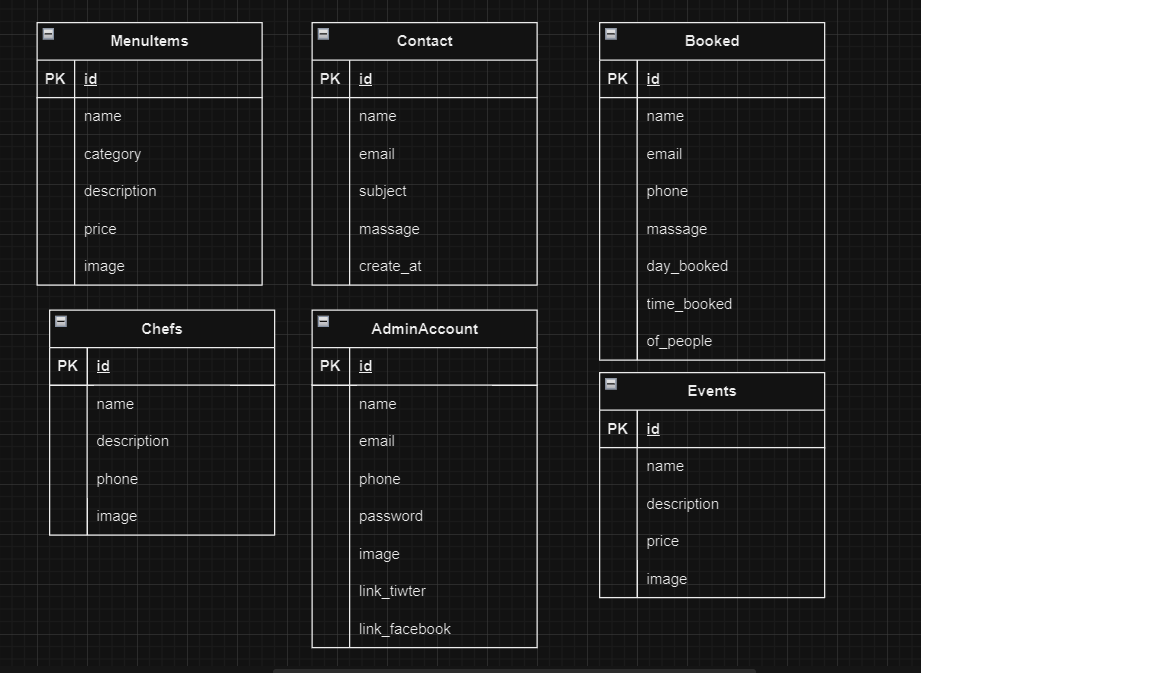 MenuItems
PK id
name
category
description
price
image
Contact
PK id
name
email
subject
massage
create_at
Booked
PK id
name
email
phone
massage
day_booked
time_booked
of_people
Chefs
PK id
name
description
phone
image
AdminAccount
PK id
name
email
phone
password
image
link_tiwter
link_facebook
Events
PK id
name
description
price
image